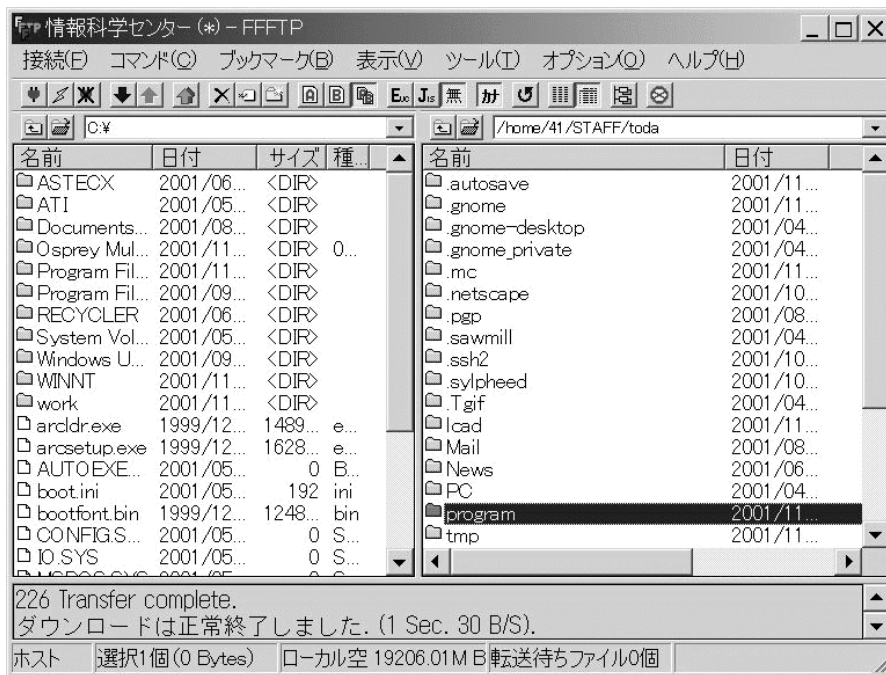 情報科学センター (*) - FFFTP
接続(F) コマンド(C) ブックマーク(B) 表示(V) ツール(T) オプション(O) ヘルプ(H)
A B EUC JIS 無 カナ
C:¥
名前 日付 サイズ 種...
ASTECX 2001/06... <DIR>
ATI 2001/05... <DIR>
Documents... 2001/08... <DIR>
Osprey Mul... 2001/11... <DIR> 0...
Program Fil... 2001/11... <DIR>
Program Fil... 2001/09... <DIR>
RECYCLER 2001/06... <DIR>
System Vol... 2001/05... <DIR>
Windows U... 2001/09... <DIR>
WINNT 2001/11... <DIR>
work 2001/11... <DIR>
arcldr.exe 1999/12... 1489... e...
arcsetup.exe 1999/12... 1628... e...
AUTOEXE... 2001/05... 0 B...
boot.ini 2001/05... 192 ini
bootfont.bin 1999/12... 1248... bin
CONFIG.S... 2001/05... 0 S...
IO.SYS 2001/05... 0 S...
/home/41/STAFF/toda
名前 日付
.autosave 2001/11...
.gnome 2001/11...
.gnome-desktop 2001/04...
.gnome_private 2001/04...
.mc 2001/11...
.netscape 2001/10...
.pgp 2001/08...
.sawmill 2001/04...
.ssh2 2001/10...
.sylpheed 2001/10...
.Tgif 2001/04...
lcad 2001/11...
Mail 2001/08...
News 2001/06...
PC 2001/04...
program 2001/11...
tmp 2001/11...
226 Transfer complete.
ダウンロードは正常終了しました. (1 Sec. 30 B/S).
ホスト 選択1個(0 Bytes) ローカル空 19206.01M B 転送待ちファイル0個